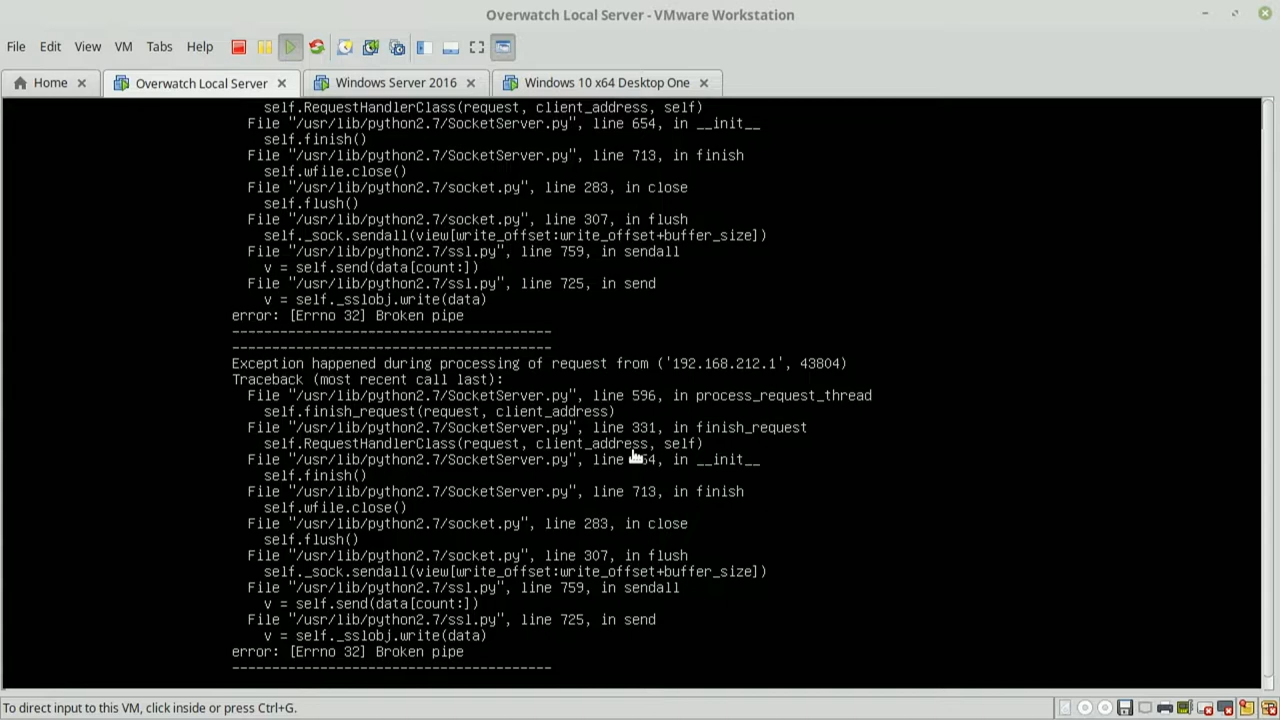 Overwatch Local Server - VMware Workstation
File Edit View VM Tabs Help
Home Overwatch Local Server Windows Server 2016 Windows 10 x64 Desktop One
self.RequestHandlerClass(request, client_address, self)
File "/usr/lib/python2.7/SocketServer.py", line 654, in __init__
self.finish()
File "/usr/lib/python2.7/SocketServer.py", line 713, in finish
self.wfile.close()
File "/usr/lib/python2.7/socket.py", line 283, in close
self.flush()
File "/usr/lib/python2.7/socket.py", line 307, in flush
self._sock.sendall(view[write_offset:write_offset+buffer_size])
File "/usr/lib/python2.7/ssl.py", line 759, in sendall
v = self.send(data[count:])
File "/usr/lib/python2.7/ssl.py", line 725, in send
v = self._sslobj.write(data)
error: [Errno 32] Broken pipe
----------------------------------------
----------------------------------------
Exception happened during processing of request from ('192.168.212.1', 43804)
Traceback (most recent call last):
File "/usr/lib/python2.7/SocketServer.py", line 596, in process_request_thread
self.finish_request(request, client_address)
File "/usr/lib/python2.7/SocketServer.py", line 331, in finish_request
self.RequestHandlerClass(request, client_address, self)
File "/usr/lib/python2.7/SocketServer.py", line 654, in __init__
self.finish()
File "/usr/lib/python2.7/SocketServer.py", line 713, in finish
self.wfile.close()
File "/usr/lib/python2.7/socket.py", line 283, in close
self.flush()
File "/usr/lib/python2.7/socket.py", line 307, in flush
self._sock.sendall(view[write_offset:write_offset+buffer_size])
File "/usr/lib/python2.7/ssl.py", line 759, in sendall
v = self.send(data[count:])
File "/usr/lib/python2.7/ssl.py", line 725, in send
v = self._sslobj.write(data)
error: [Errno 32] Broken pipe
----------------------------------------
To direct input to this VM, click inside or press Ctrl+G.